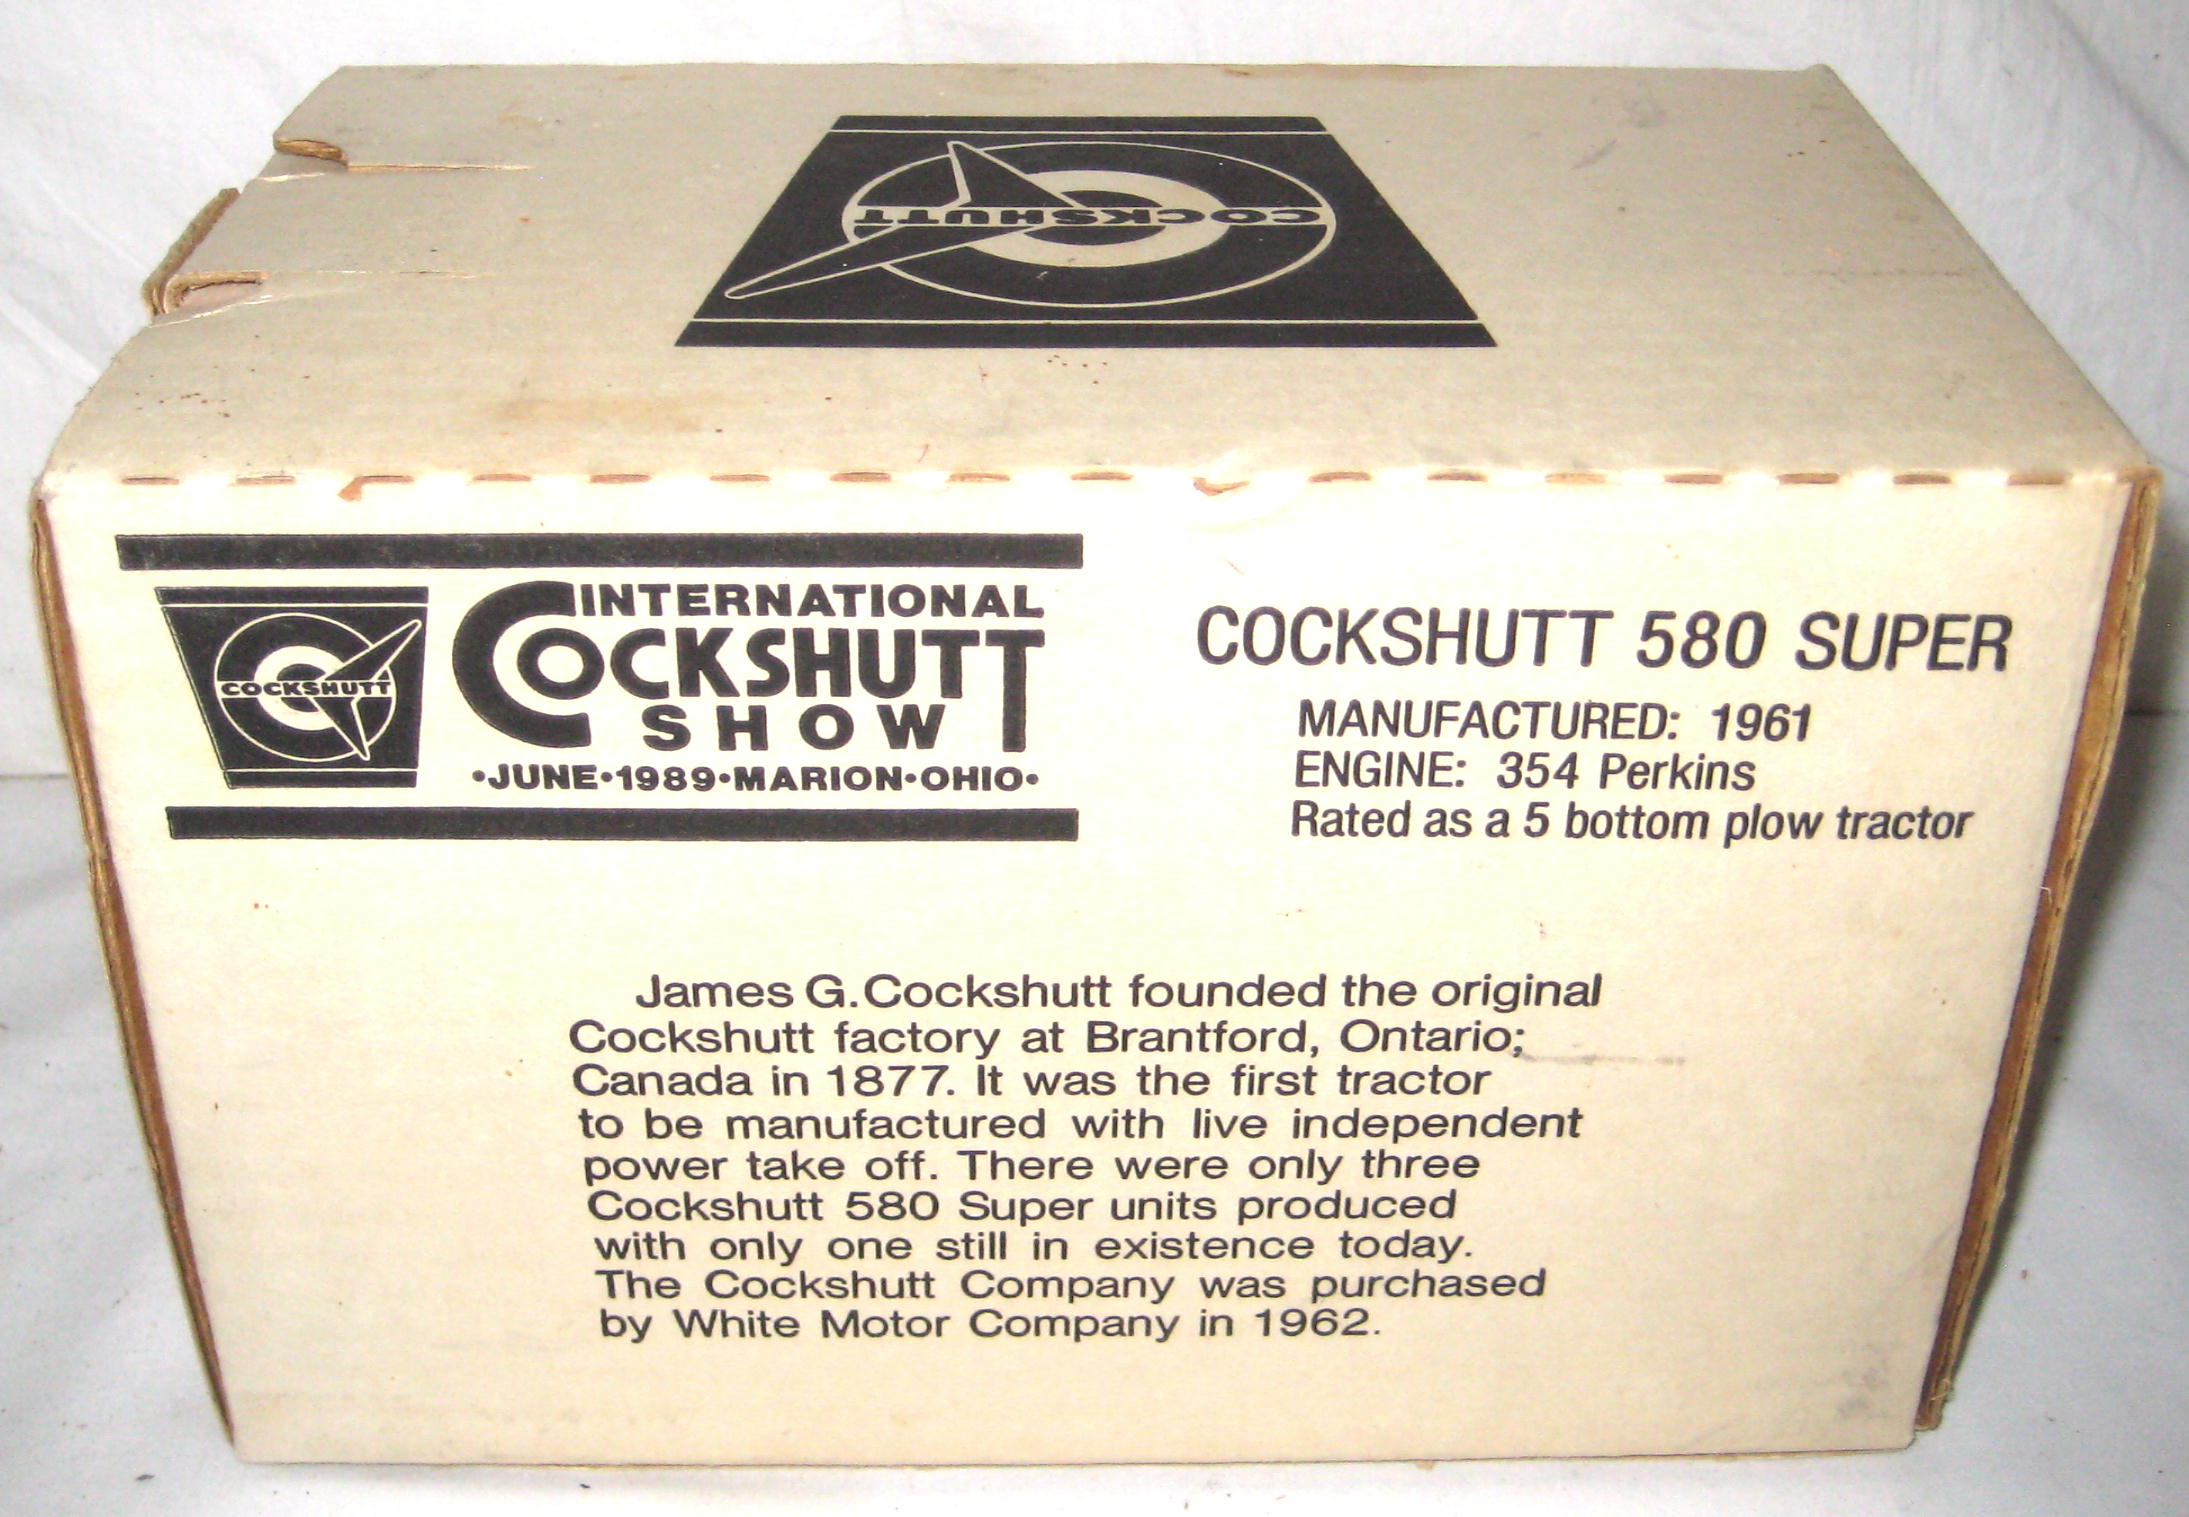 COCKSHUTT
INTERNATIONAL
COCKSHUTT
SHOW
•JUNE•1989•MARION•OHIO•
COCKSHUTT
COCKSHUTT 580 SUPER
MANUFACTURED: 1961
ENGINE: 354 Perkins
Rated as a 5 bottom plow tractor
James G. Cockshutt founded the original
Cockshutt factory at Brantford, Ontario;
Canada in 1877. It was the first tractor
to be manufactured with live independent
power take off. There were only three
Cockshutt 580 Super units produced
with only one still in existence today.
The Cockshutt Company was purchased
by White Motor Company in 1962.